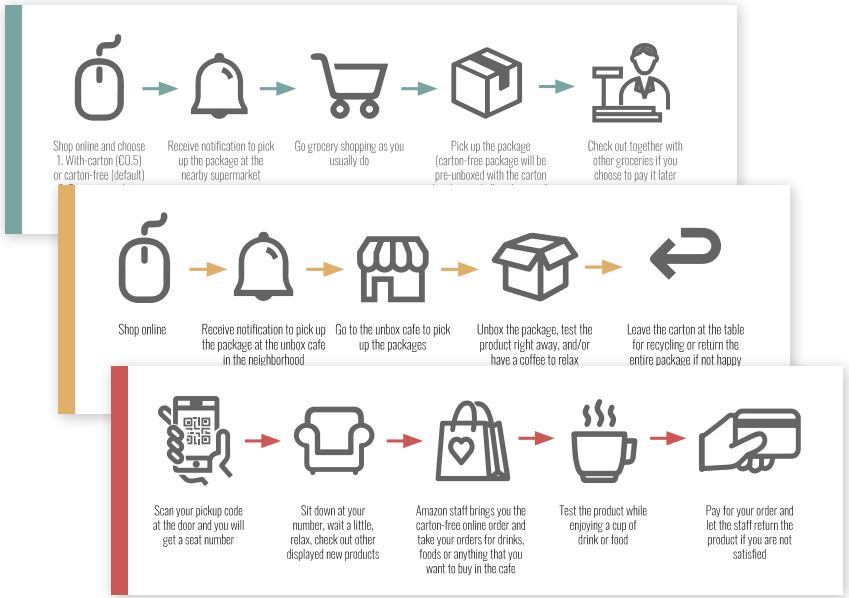 Shop online and choose
1. With-carton (€0.5)
or carton-free (default)
Receive notification to pick
up the package at the
nearby supermarket
Go grocery shopping as you
usually do
Pick up the package
(carton-free package will be
pre-unboxed with the carton
Check out together with
other groceries if you
choose to pay it later
Shop online
Receive notification to pick up
the package at the unbox cafe
in the neighborhood
Go to the unbox cafe to pick
up the packages
Unbox the package, test the
product right away, and/or
have a coffee to relax
Leave the carton at the table
for recycling or return the
entire package if not happy
Scan your pickup code
at the door and you will
get a seat number
Sit down at your
number, wait a little,
relax, check out other
displayed new products
Amazon staff brings you the
carton-free online order and
take your orders for drinks,
foods or anything that you
want to buy in the cafe
Test the product while
enjoying a cup of
drink or food
Pay for your order and
let the staff return the
product if you are not
satisfied